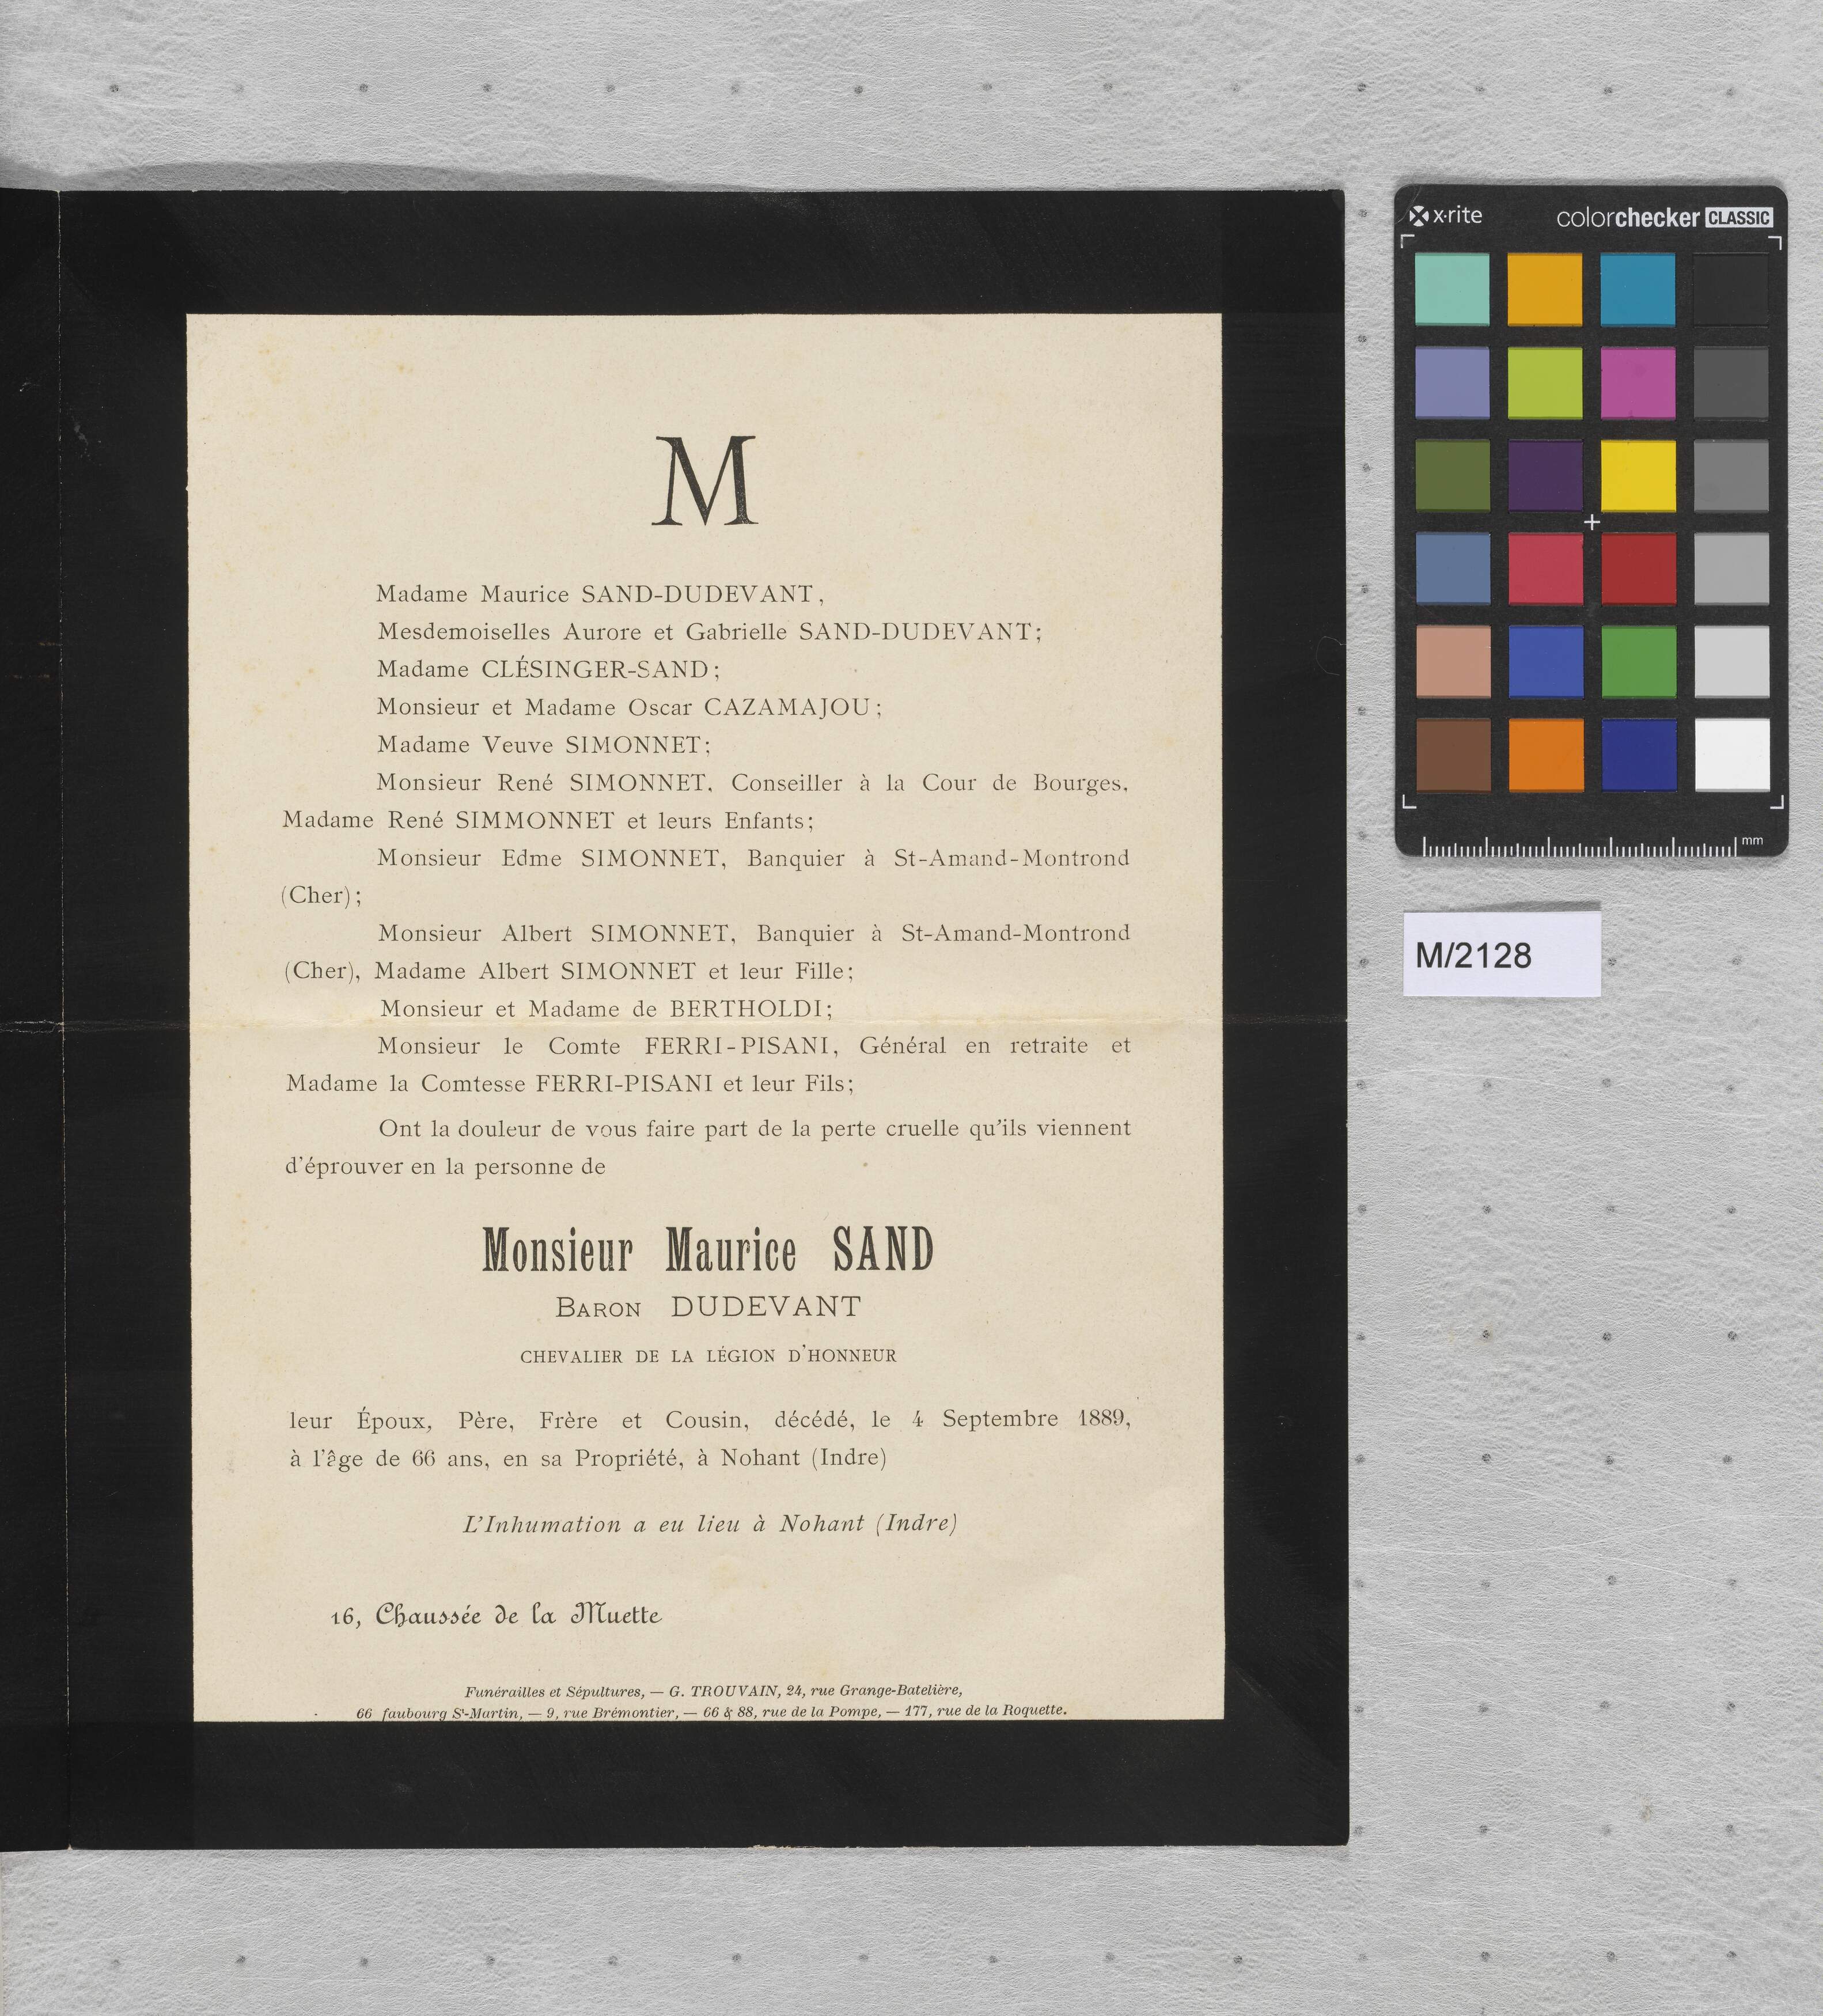 M
Madame Maurice SAND-DUDEVANT,
Mesdemoiselles Aurore et Gabrielle SAND-DUDEVANT;
Madame CLÉSINGER-SAND;
Monsieur et Madame Oscar CAZAMAJOU;
Madame Veuve SIMONNET;
Monsieur René SIMONNET, Conseiller à la Cour de Bourges,
Madame René SIMMONNET et leurs Enfants;
Monsieur Edme SIMONNET, Banquier à St-Amand-Montrond
(Cher);
Monsieur Albert SIMONNET, Banquier à St-Amand-Montrond
(Cher), Madame Albert SIMONNET et leur Fille;
Monsieur et Madame de BERTHOLDI;
Monsieur le Comte FERRI-PISANI, Général en retraite et
Madame la Comtesse FERRI-PISANI et leur Fils;
Ont la douleur de vous faire part de la perte cruelle qu'ils viennent
d'éprouver en la personne de
Monsieur Maurice SAND
BARON DUDEVANT
CHEVALIER DE LA LÉGION D'HONNEUR
leur Époux, Père, Frère et Cousin, décédé, le 4 Septembre 1889,
à l'âge de 66 ans, en sa Propriété, à Nohant (Indre)
L'Inhumation a eu lieu à Nohant (Indre)
16, Chaussée de la Muette
Funérailles et Sépultures, — G. TROUVAIN, 24, rue Grange-Batelière,
66 faubourg St-Martin, — 9, rue Brémontier, — 66 & 88, rue de la Pompe, — 177, rue de la Roquette.
x·rite
colorchecker CLASSIC
mm
M/2128